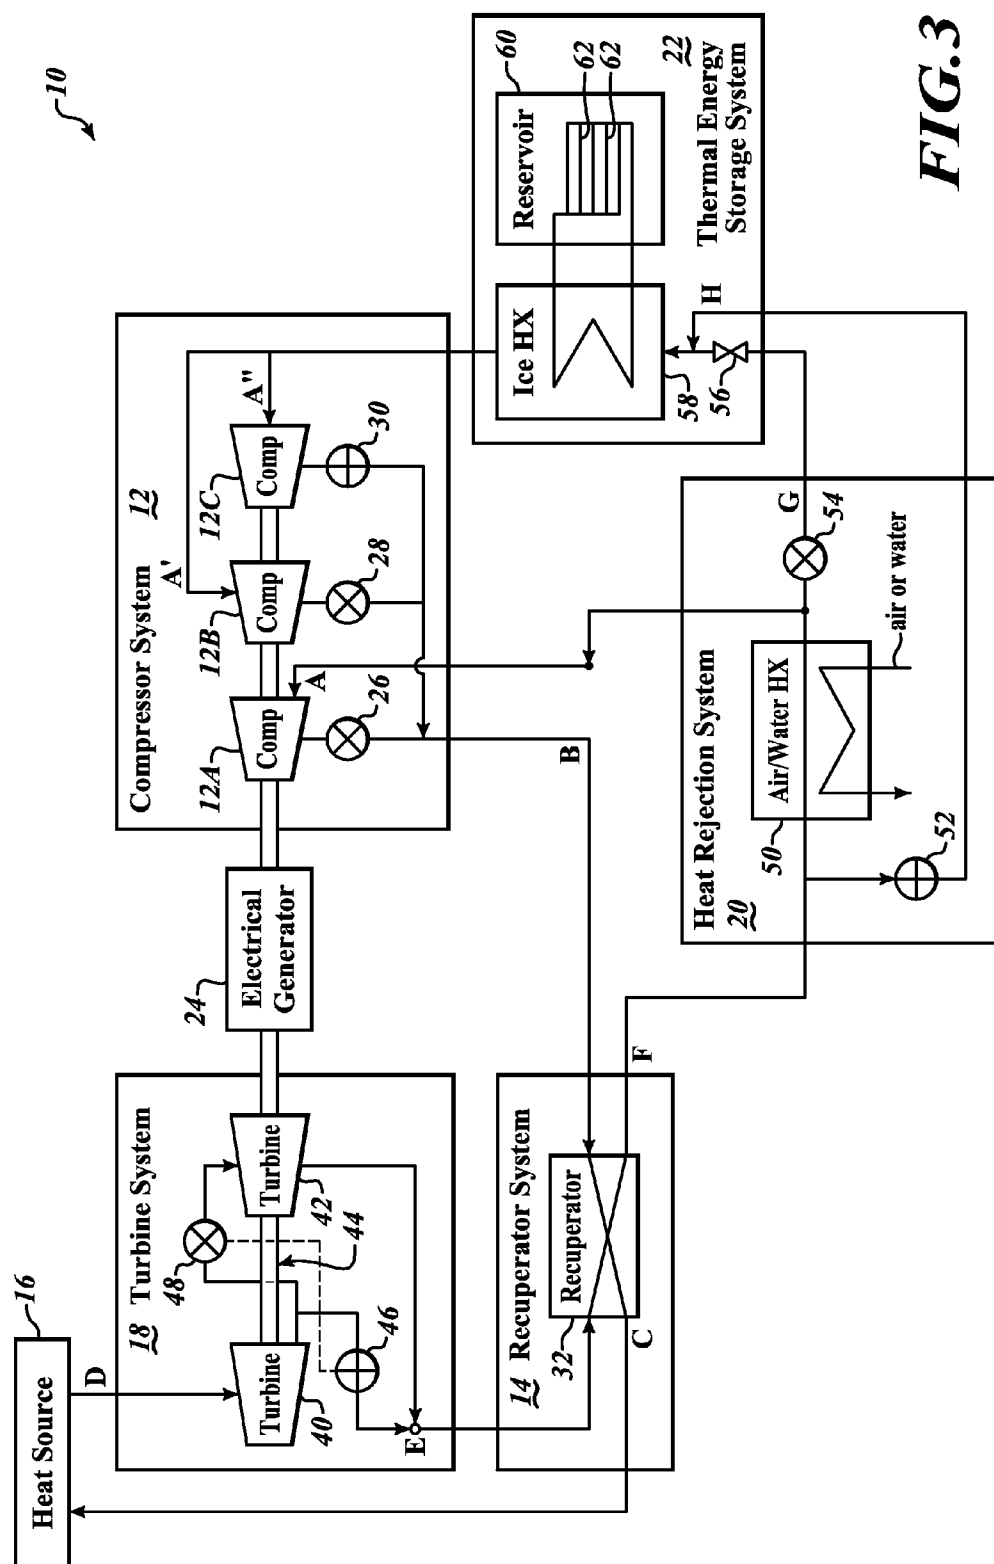 10
Heat Source
16
D
18 Turbine System
Turbine
40
Turbine
42
44
46
48
E
24
Electrical
Generator
Compressor System 12
12A
Comp
12B
Comp
12C
Comp
A
A'
A"
26
28
30
B
14 Recuperator System
Recuperator
32
C
F
Heat Rejection System
20
Air/Water HX
50
air or water
52
54
G
H
Ice HX
58
56
Reservoir
60
62
62
22
Thermal Energy
Storage System
FIG.3